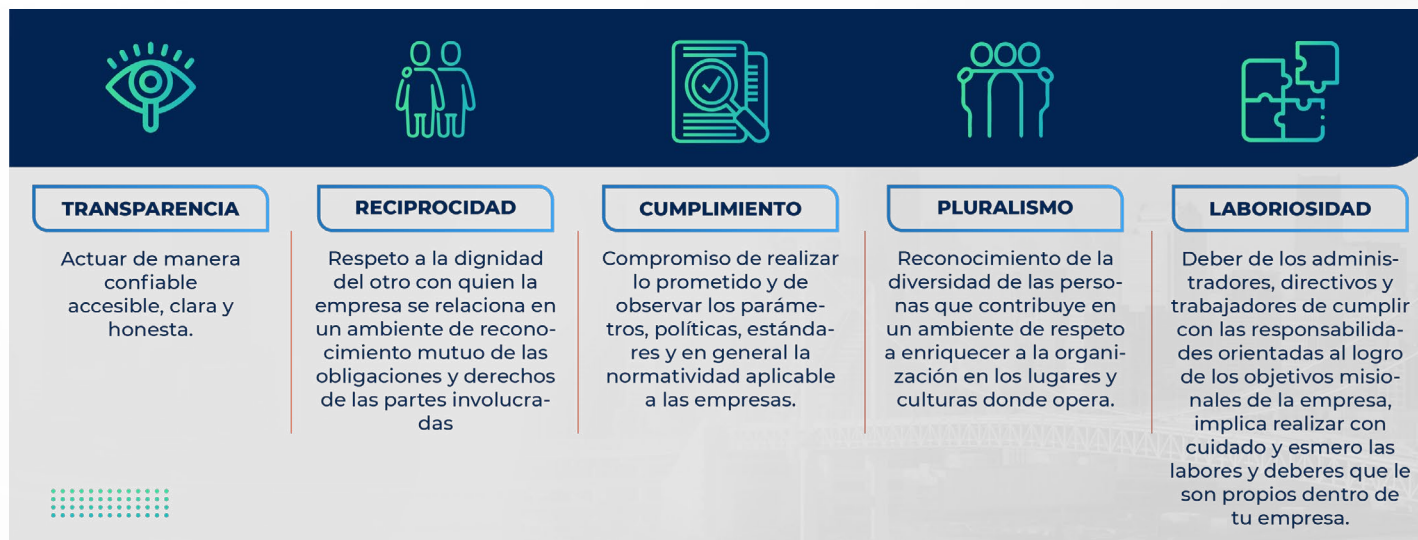 TRANSPARENCIA
Actuar de manera
confiable
accesible, clara y
honesta.
RECIPROCIDAD
Respeto a la dignidad
del otro con quien la
empresa se relaciona en
un ambiente de recono-
cimiento mutuo de las
obligaciones y derechos
de las partes involucra-
das
CUMPLIMIENTO
Compromiso de realizar
lo prometido y de
observar los paráme-
tros, políticas, estánda-
res y en general la
normatividad aplicable
a las empresas.
PLURALISMO
Reconocimiento de la
diversidad de las perso-
nas que contribuye en
un ambiente de respeto
a enriquecer a la organi-
zación en los lugares y
culturas donde opera.
LABORIOSIDAD
Deber de los adminis-
tradores, directivos y
trabajadores de cumplir
con las responsabilida-
des orientadas al logro
de los objetivos misio-
nales de la empresa,
implica realizar con
cuidado y esmero las
labores y deberes que le
son propios dentro de
tu empresa.